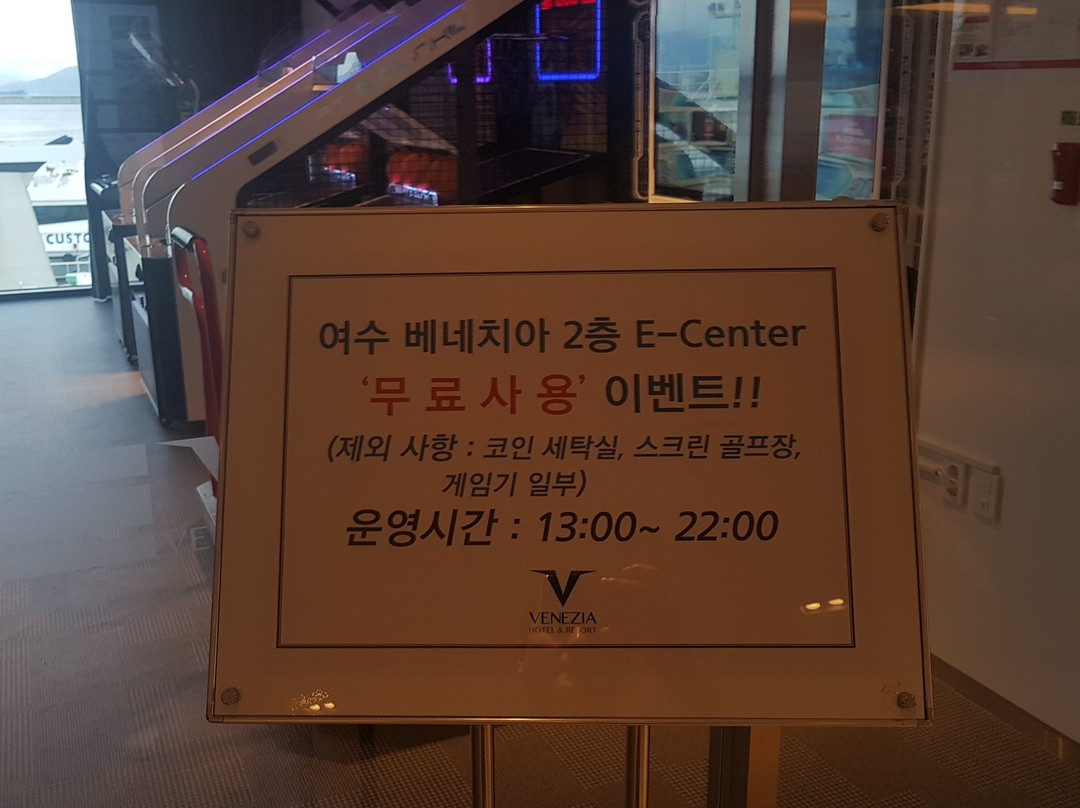 여수 베네치아 2층 E-Center
‘무료사용’ 이벤트!!
(제외 사항 : 코인 세탁실, 스크린 골프장,
게임기 일부)
운영시간 : 13:00~ 22:00
VENEZIA
HOTEL & RESORT
CUSTO